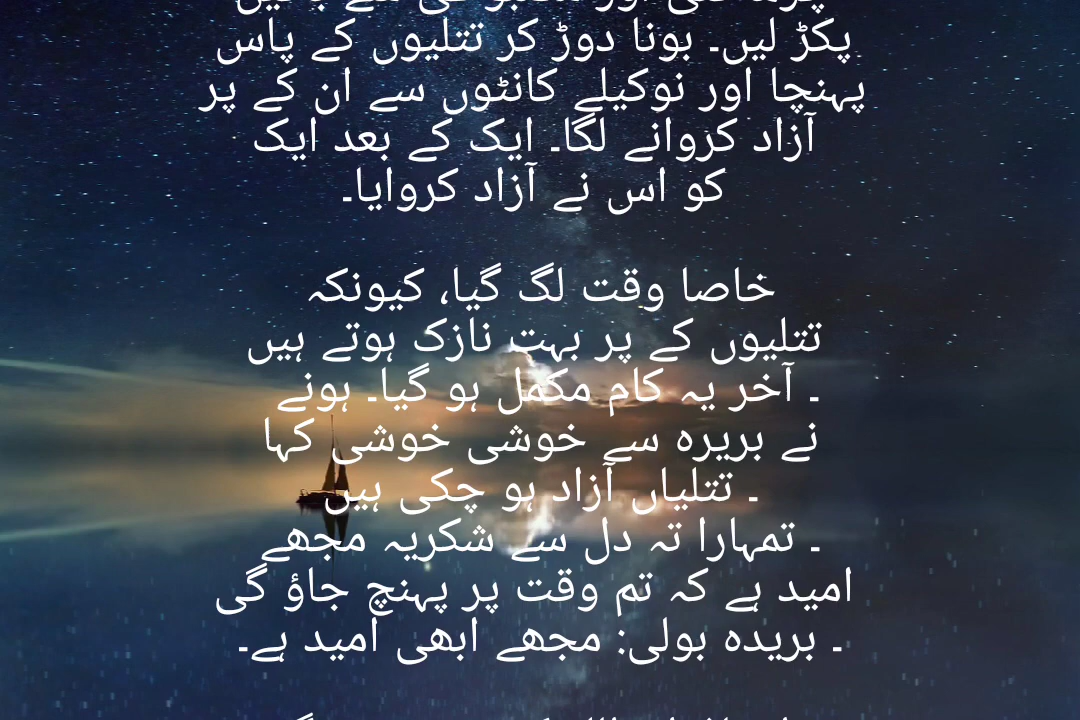 پکڑ لیں۔ بونا دوڑ کر تتلیوں کے پاس
پہنچا اور نوکیلے کانٹوں سے ان کے پر
آزاد کروانے لگا۔ ایک کے بعد ایک
کو اس نے آزاد کروایا۔
خاصا وقت لگ گیا، کیونکہ
تتلیوں کے پر بہت نازک ہوتے ہیں
۔ آخر یہ کام مکمل ہو گیا۔ ہونے
نے بریرہ سے خوشی خوشی کہا
۔ تتلیاں آزاد ہو چکی ہیں
۔ تمہارا تہ دل سے شکریہ مجھے
امید ہے کہ تم وقت پر پہنچ جاؤ گی
۔ بریدہ بولی: مجھے ابھی امید ہے۔